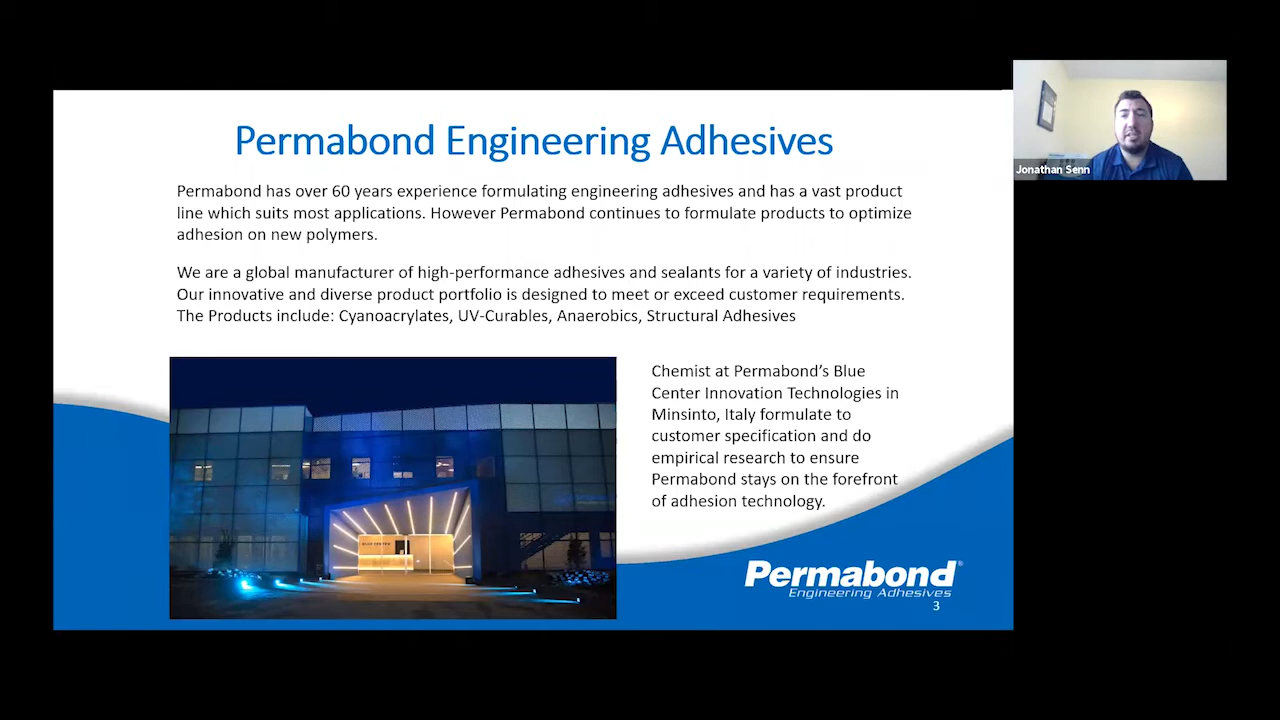 Permabond Engineering Adhesives
Permabond has over 60 years experience formulating engineering adhesives and has a vast product
line which suits most applications. However Permabond continues to formulate products to optimize
adhesion on new polymers.
We are a global manufacturer of high-performance adhesives and sealants for a variety of industries.
Our innovative and diverse product portfolio is designed to meet or exceed customer requirements.
The Products include: Cyanoacrylates, UV-Curables, Anaerobics, Structural Adhesives
Chemist at Permabond’s Blue
Center Innovation Technologies in
Minsinto, Italy formulate to
customer specification and do
empirical research to ensure
Permabond stays on the forefront
of adhesion technology.
BLUE CENTER
Permabond®
Engineering Adhesives
3
Jonathan Senn